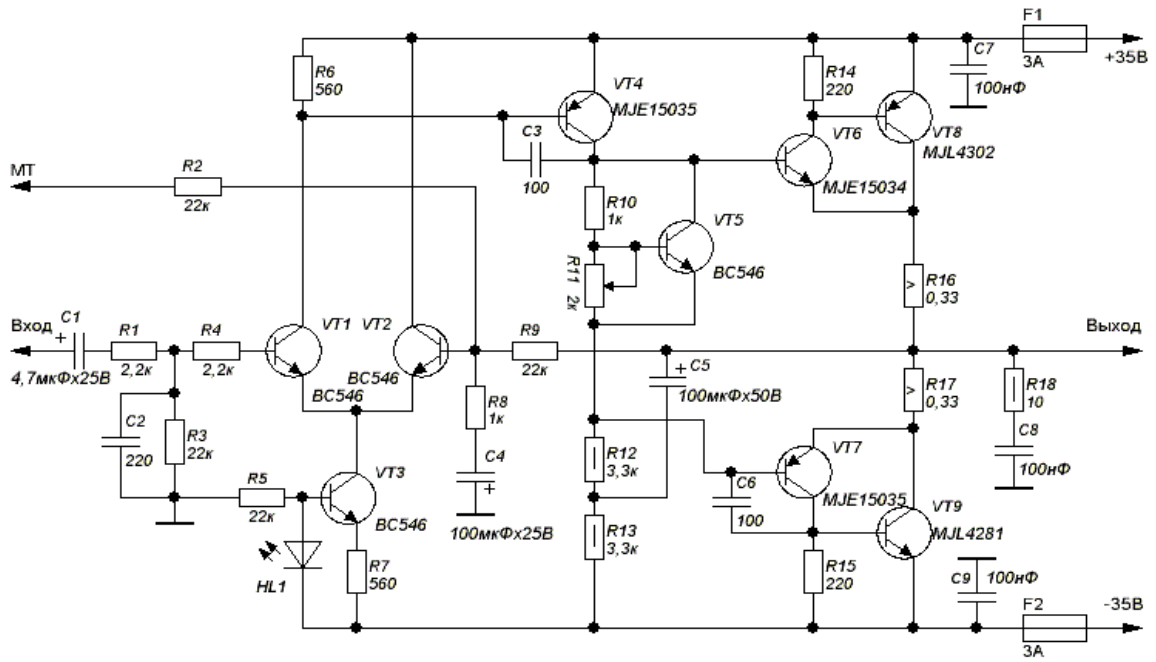 F1
3А
+35В
C7
100нФ
R6
560
VT4
MJE15035
R14
220
VT6
MJE15034
VT8
MJL4302
C3
100
МТ
R2
22к
R10
1к
VT5
BC546
R11 2к
R16
0,33
Вход
C1
+
4,7мкФх25В
R1
2,2к
R4
2,2к
VT1
BC546
VT2
BC546
R9
22к
Выход
+ C5
100мкФх50В
R17
0,33
R18
10
C8
100нФ
R8
1к
C4
+
100мкФх25В
C2
220
R3
22к
R5
22к
VT3
BC546
R12
3,3к
R13
3,3к
C6
100
VT7
MJE15035
VT9
MJL4281
HL1
R7
560
R15
220
C9
100нФ
F2
3А
-35В